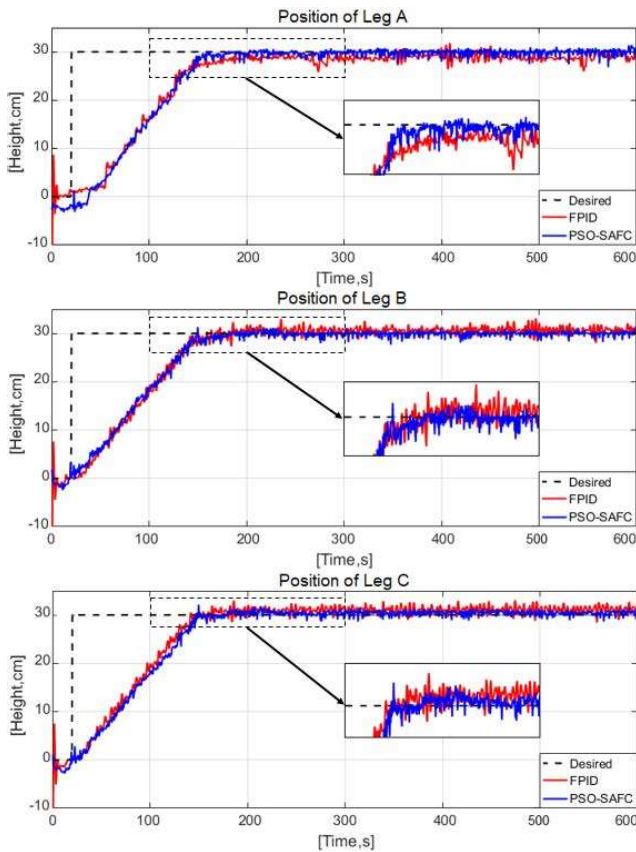 Position of Leg A
[Height,cm]
30
20
10
0
-10
0
100
200
300
400
500
600
[Time,s]
Desired
FPID
PSO-SAFC
Position of Leg B
[Height,cm]
30
20
10
0
-10
0
100
200
300
400
500
600
[Time,s]
Desired
FPID
PSO-SAFC
Position of Leg C
[Height,cm]
30
20
10
0
-10
0
100
200
300
400
500
600
[Time,s]
Desired
FPID
PSO-SAFC